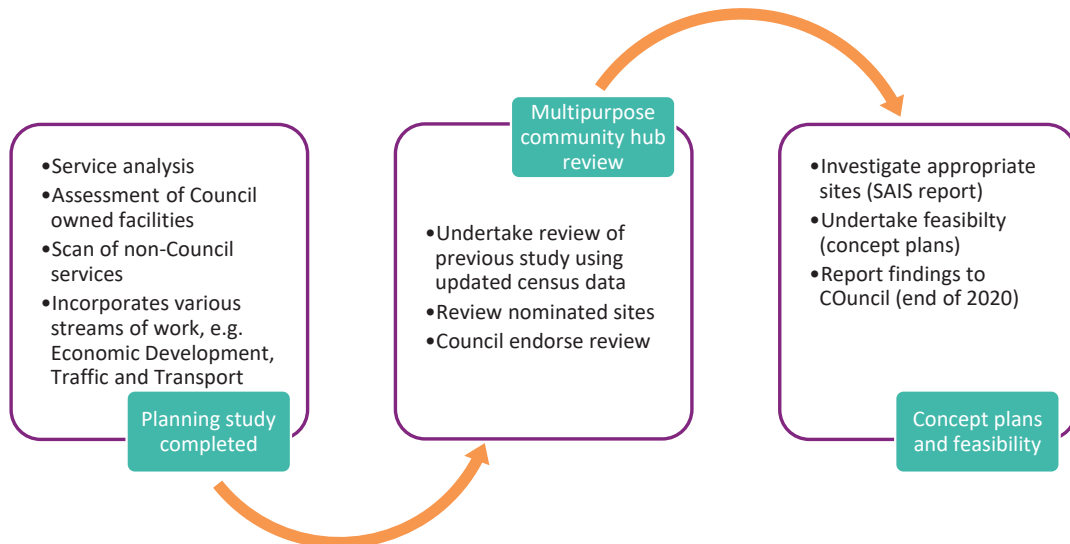 •Service analysis
•Assessment of Council
owned facilities
•Scan of non-Council
services
•Incorporates various
streams of work, e.g.
Economic Development,
Traffic and Transport
Planning study
completed
Multipurpose
community hub
review
•Undertake review of
previous study using
updated census data
•Review nominated sites
•Council endorse review
•Investigate appropriate
sites (SAIS report)
•Undertake feasibilty
(concept plans)
•Report findings to
COuncil (end of 2020)
Concept plans
and feasibility